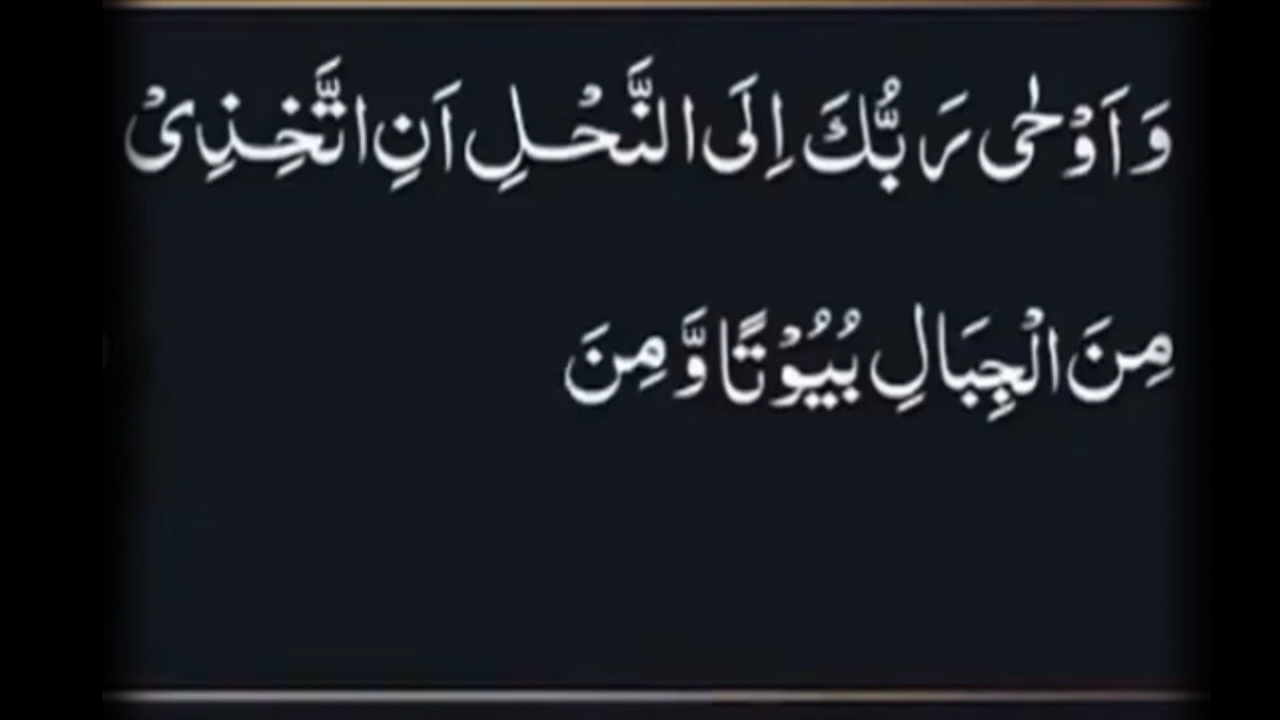 وَاَوْحٰى رَبُّكَ اِلَى النَّحْلِ اَنِ اتَّخِذِىْ
مِنَ الْجِبَالِ بُيُوْتًا وَّمِنَ